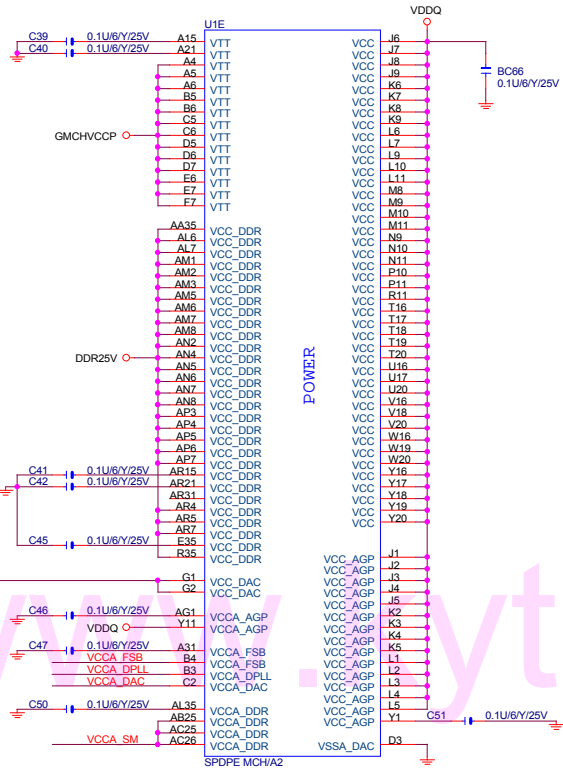 VDDQ
U1E
C39 0.1U/6/Y/25V A15 VTT VCC J6
C40 0.1U/6/Y/25V A21 VTT VCC J7
A4 VTT VCC J8
A5 VTT VCC J9
A6 VTT VCC K6
B5 VTT VCC K7
B6 VTT VCC K8
C5 VTT VCC K9
GMCHVCCP C6 VTT VCC L6
D5 VTT VCC L7
D6 VTT VCC L9
D7 VTT VCC L10
E6 VTT VCC L11
E7 VTT VCC M8
F7 VTT VCC M9
VCC M10
AA35 VCC_DDR VCC M11
AL6 VCC_DDR VCC N9
AL7 VCC_DDR VCC N10
AM1 VCC_DDR VCC N11
AM2 VCC_DDR VCC P10
AM3 VCC_DDR VCC P11
AM5 VCC_DDR VCC R11
AM6 VCC_DDR VCC T16
AM7 VCC_DDR VCC T17
AM8 VCC_DDR VCC T18
AN2 VCC_DDR VCC T19
DDR25V AN4 VCC_DDR VCC T20
AN5 VCC_DDR VCC U16
AN6 VCC_DDR VCC U17
AN7 VCC_DDR VCC U20
AN8 VCC_DDR VCC V16
AP3 VCC_DDR VCC V18
AP4 VCC_DDR VCC V20
AP5 VCC_DDR VCC W16
AP6 VCC_DDR VCC W19
AP7 VCC_DDR VCC W20
C41 0.1U/6/Y/25V AR15 VCC_DDR VCC Y16
C42 0.1U/6/Y/25V AR21 VCC_DDR VCC Y17
AR31 VCC_DDR VCC Y18
AR4 VCC_DDR VCC Y19
AR5 VCC_DDR VCC Y20
AR7 VCC_DDR
C45 0.1U/6/Y/25V E35 VCC_DDR
R35 VCC_DDR VCC_AGP J1
VCC_AGP J2
G1 VCC_DAC VCC_AGP J3
G2 VCC_DAC VCC_AGP J4
VCC_AGP J5
C46 0.1U/6/Y/25V AG1 VCCA_AGP VCC_AGP K2
VDDQ Y11 VCCA_AGP VCC_AGP K3
VCC_AGP K4
C47 0.1U/6/Y/25V A31 VCCA_FSB VCC_AGP K5
VCCA_FSB B4 VCCA_FSB VCC_AGP L1
VCCA_DPLL B3 VCCA_DPLL VCC_AGP L2
VCCA_DAC C2 VCCA_DAC VCC_AGP L3
VCC_AGP L4
C50 0.1U/6/Y/25V AL35 VCCA_DDR VCC_AGP L5
AB25 VCCA_DDR VCC_AGP Y1 C51 0.1U/6/Y/25V
AC25 VCCA_DDR
VCCA_SM AC26 VCCA_DDR VSSA_DAC D3
SPDPE MCH/A2
POWER
BC66
0.1U/6/Y/25V
www.kyt